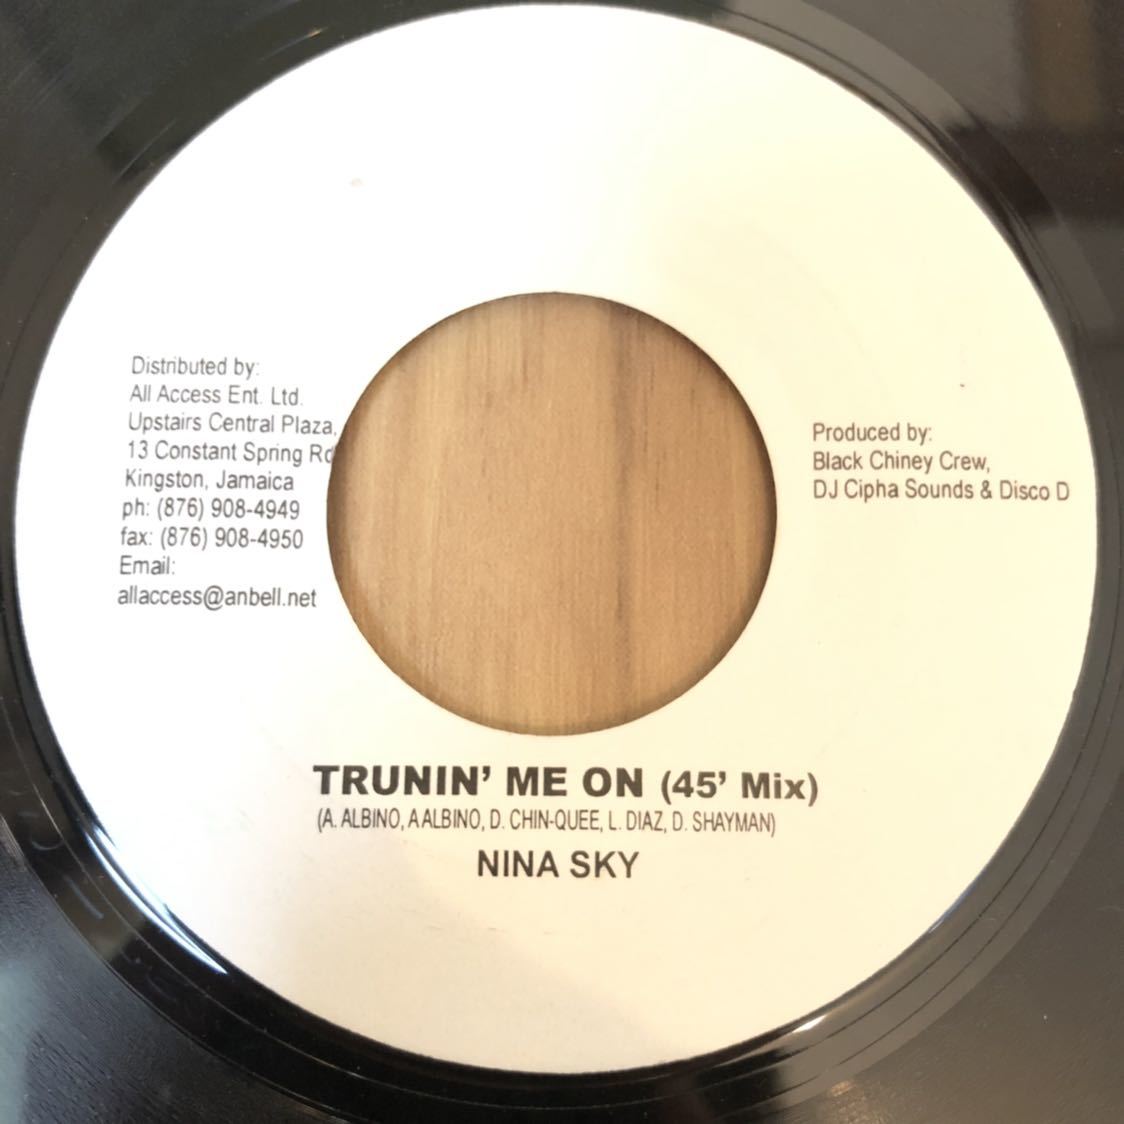 Distributed by:
All Access Ent. Ltd.
Upstairs Central Plaza,
13 Constant Spring Rd
Kingston, Jamaica
ph: (876) 908-4949
fax: (876) 908-4950
Email:
allaccess@anbell.net
Produced by:
Black Chiney Crew,
DJ Cipha Sounds & Disco D
TRUNIN' ME ON (45' Mix)
(A. ALBINO, A ALBINO, D. CHIN-QUEE, L. DIAZ, D. SHAYMAN)
NINA SKY